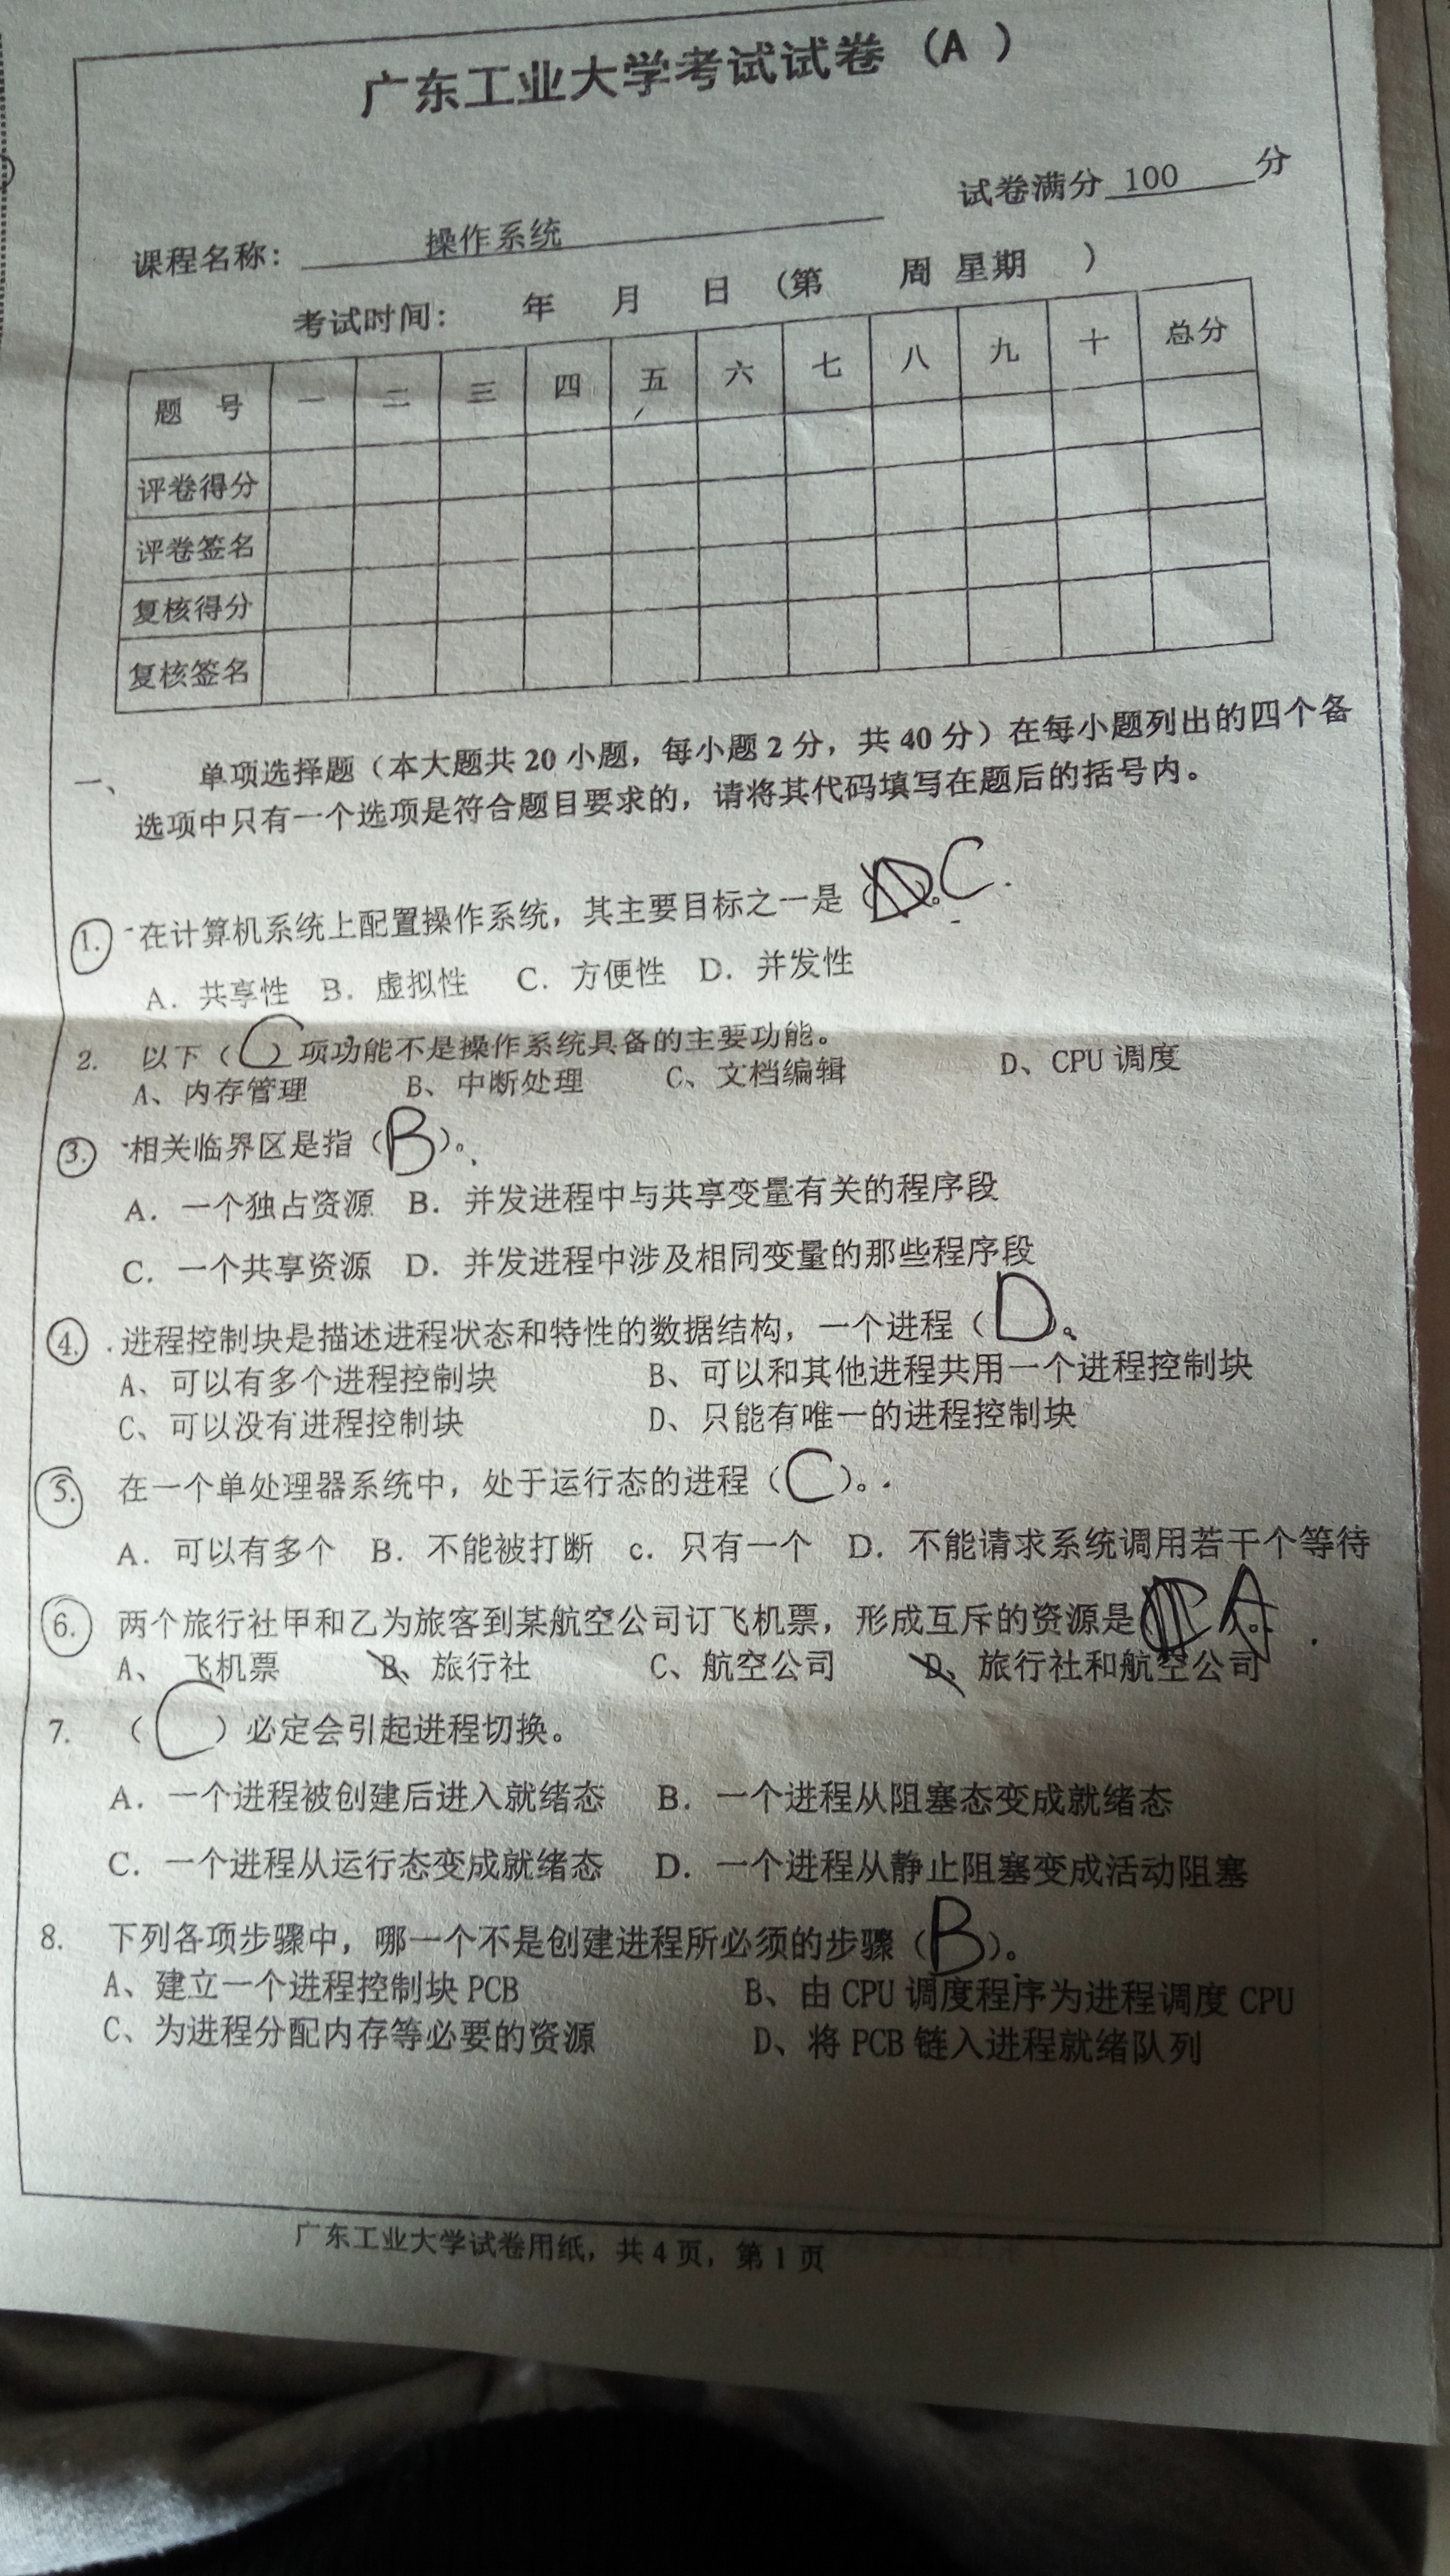 广东工业大学考试试卷（A ）
试卷满分 100 分
课程名称： 操作系统
考试时间： 年 月 日 （第 周 星期 ）
题 号 一 二 三 四 五 六 七 八 九 十 总分
评卷得分
评卷签名
复核得分
复核签名
一、 单项选择题（本大题共 20 小题，每小题 2 分，共 40 分）在每小题列出的四个备
选项中只有一个选项是符合题目要求的，请将其代码填写在题后的括号内。
1. 在计算机系统上配置操作系统，其主要目标之一是（D）。C
A．共享性 B．虚拟性 C．方便性 D．并发性
2. 以下（C）项功能不是操作系统具备的主要功能。
A、内存管理 B、中断处理 C、文档编辑 D、CPU 调度
3. 相关临界区是指（B）。
A．一个独占资源 B．并发进程中与共享变量有关的程序段
C．一个共享资源 D．并发进程中涉及相同变量的那些程序段
4. 进程控制块是描述进程状态和特性的数据结构，一个进程（D）。
A、可以有多个进程控制块 B、可以和其他进程共用一个进程控制块
C、可以没有进程控制块 D、只能有唯一的进程控制块
5. 在一个单处理器系统中，处于运行态的进程（C）。
A．可以有多个 B．不能被打断 c．只有一个 D．不能请求系统调用若干个等待
6. 两个旅行社甲和乙为旅客到某航空公司订飞机票，形成互斥的资源是 A。
A、 飞机票 B、旅行社 C、航空公司 D、旅行社和航空公司
7. （C）必定会引起进程切换。
A．一个进程被创建后进入就绪态 B．一个进程从阻塞态变成就绪态
C．一个进程从运行态变成就绪态 D．一个进程从静止阻塞变成活动阻塞
8. 下列各项步骤中，哪一个不是创建进程所必须的步骤（B）。
A、建立一个进程控制块 PCB B、由 CPU 调度程序为进程调度 CPU
C、为进程分配内存等必要的资源 D、将 PCB 链入进程就绪队列
广东工业大学试卷用纸，共 4 页，第 1 页